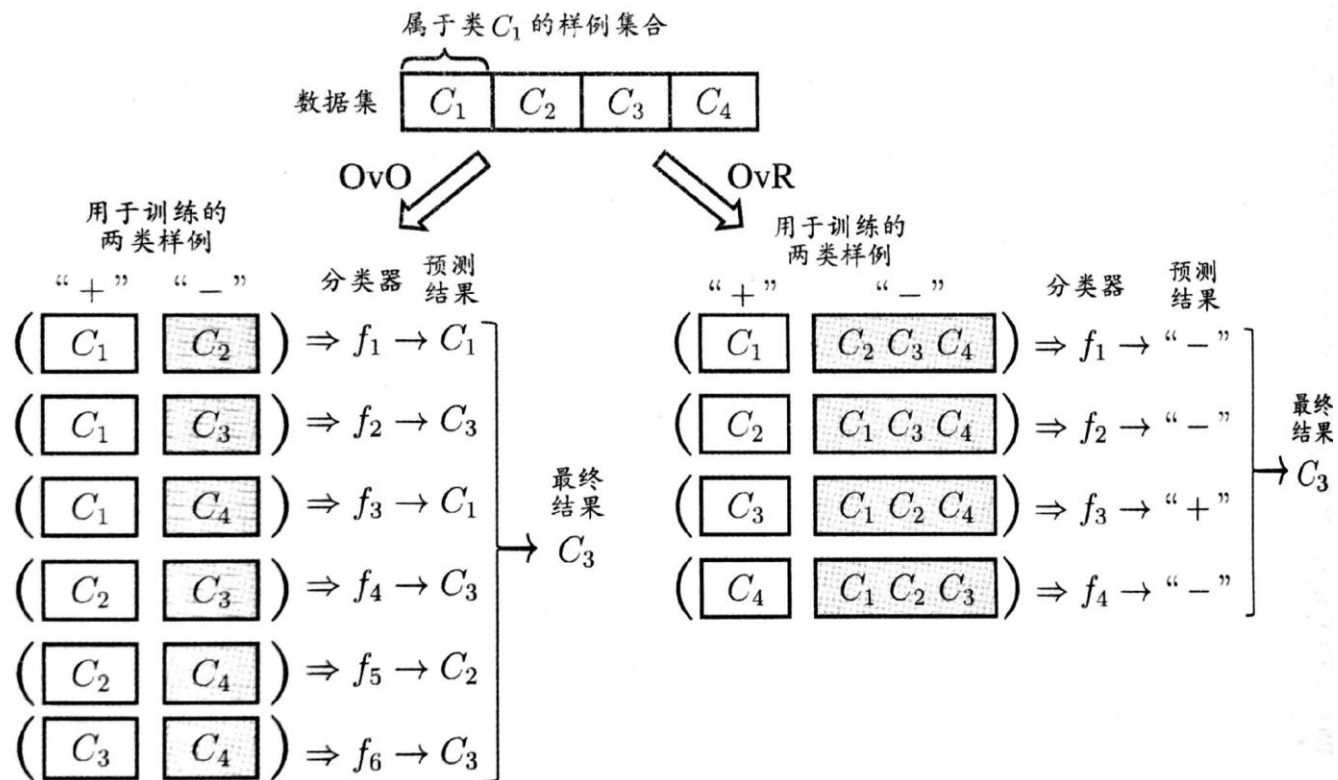 属于类C₁的样例集合
数据集 C₁ C₂ C₃ C₄
OvO
OvR
用于训练的
两类样例
“+” “−”
分类器
预测
结果
( C₁ C₂ ) ⇒ f₁ → C₁
( C₁ C₃ ) ⇒ f₂ → C₃
( C₁ C₄ ) ⇒ f₃ → C₁
( C₂ C₃ ) ⇒ f₄ → C₃
( C₂ C₄ ) ⇒ f₅ → C₂
( C₃ C₄ ) ⇒ f₆ → C₃
最终
结果
C₃
用于训练的
两类样例
“+” “−”
分类器
预测
结果
( C₁ C₂ C₃ C₄ ) ⇒ f₁ → “−”
( C₂ C₁ C₃ C₄ ) ⇒ f₂ → “−”
( C₃ C₁ C₂ C₄ ) ⇒ f₃ → “+”
( C₄ C₁ C₂ C₃ ) ⇒ f₄ → “−”
最终
结果
C₃